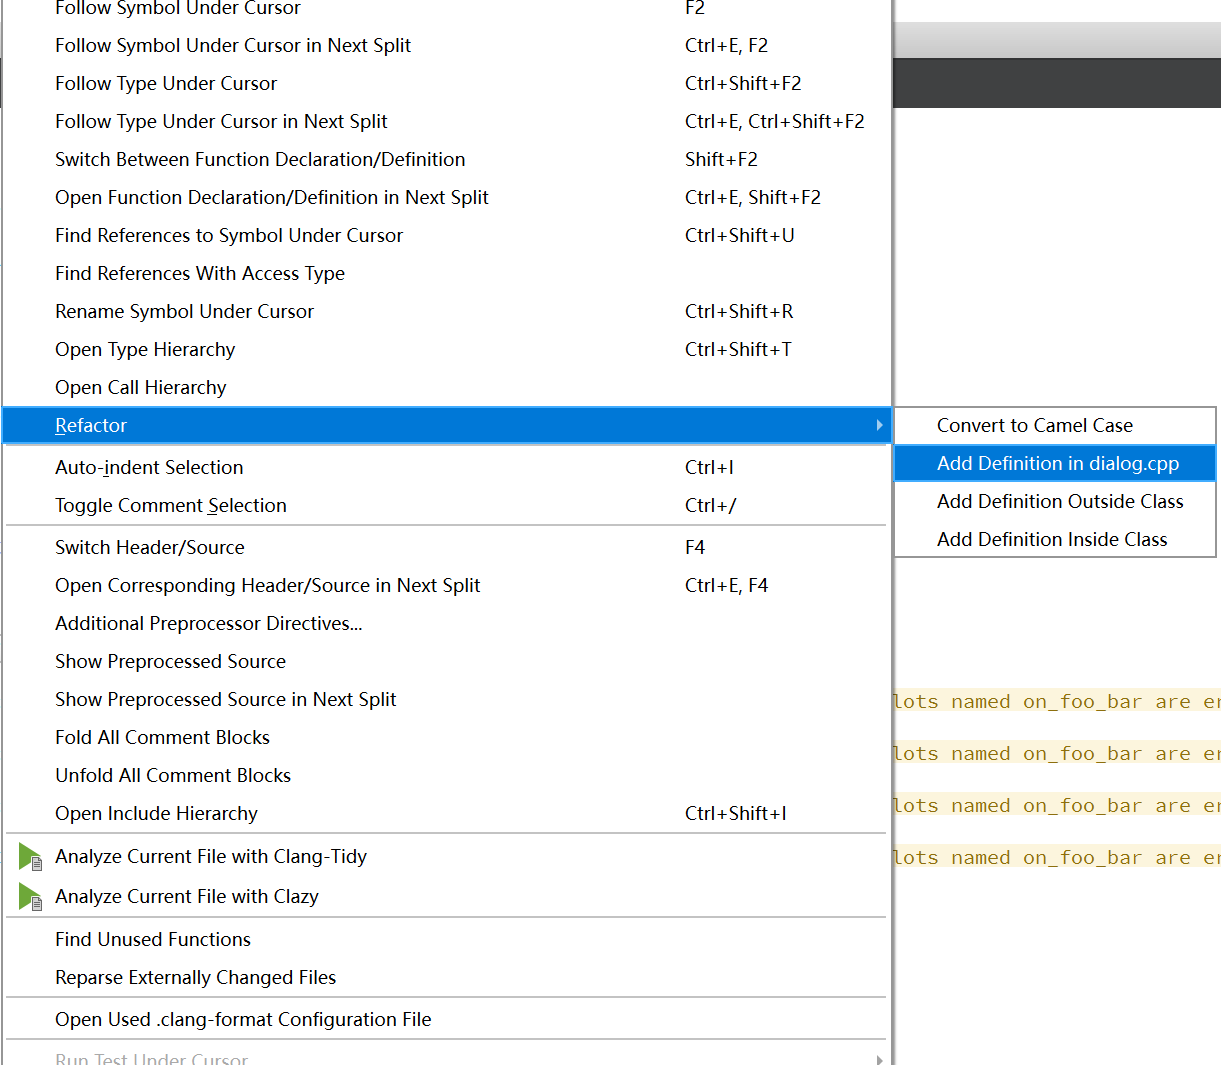 Follow Symbol Under Cursor F2
Follow Symbol Under Cursor in Next Split Ctrl+E, F2
Follow Type Under Cursor Ctrl+Shift+F2
Follow Type Under Cursor in Next Split Ctrl+E, Ctrl+Shift+F2
Switch Between Function Declaration/Definition Shift+F2
Open Function Declaration/Definition in Next Split Ctrl+E, Shift+F2
Find References to Symbol Under Cursor Ctrl+Shift+U
Find References With Access Type
Rename Symbol Under Cursor Ctrl+Shift+R
Open Type Hierarchy Ctrl+Shift+T
Open Call Hierarchy
Refactor
Auto-indent Selection Ctrl+I
Toggle Comment Selection Ctrl+/
Switch Header/Source F4
Open Corresponding Header/Source in Next Split Ctrl+E, F4
Additional Preprocessor Directives...
Show Preprocessed Source
Show Preprocessed Source in Next Split
Fold All Comment Blocks
Unfold All Comment Blocks
Open Include Hierarchy Ctrl+Shift+I
Analyze Current File with Clang-Tidy
Analyze Current File with Clazy
Find Unused Functions
Reparse Externally Changed Files
Open Used .clang-format Configuration File
Run Test Under Cursor
Convert to Camel Case
Add Definition in dialog.cpp
Add Definition Outside Class
Add Definition Inside Class
lots named on_foo_bar are er
lots named on_foo_bar are er
lots named on_foo_bar are er
lots named on_foo_bar are er